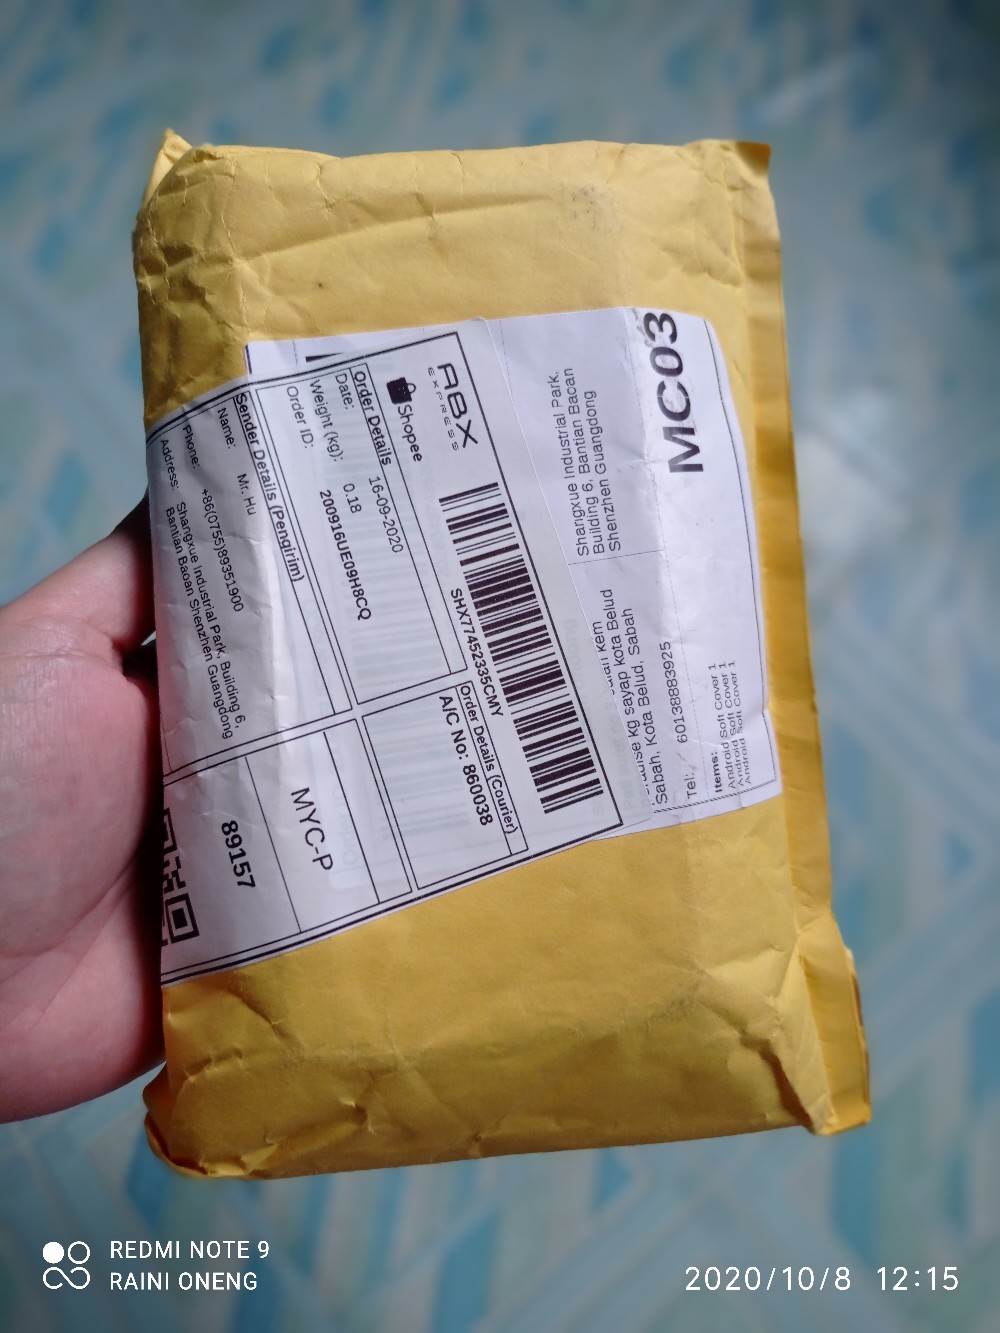 ABX
EXPRESS
Shopee
SHX77452335CMY
Order Details
Date: 16-09-2020
Weight (kg): 0.18
Order ID: 200916UE09H8CQ
Order Details (Courier)
A/C No: 860038
Sender Details (Pengirim)
Name: Mr. Hu
Phone: +86(0755)89351900
Address: Shangxue Industrial Park, Building 6,
Bantian Baoan Shenzhen Guangdong
MYC-P
89157
MC03
Shangxue Industrial Park,
Building 6, Bantian Baoan
Shenzhen Guangdong
Kem
kg sayap kota Belud
Sabah, Kota Belud, Sabah
Tel: 60138883925
Items:
Android Soft Cover 1
Android Soft Cover 1
Android Soft Cover 1
REDMI NOTE 9
RAINI ONENG
2020/10/8 12:15